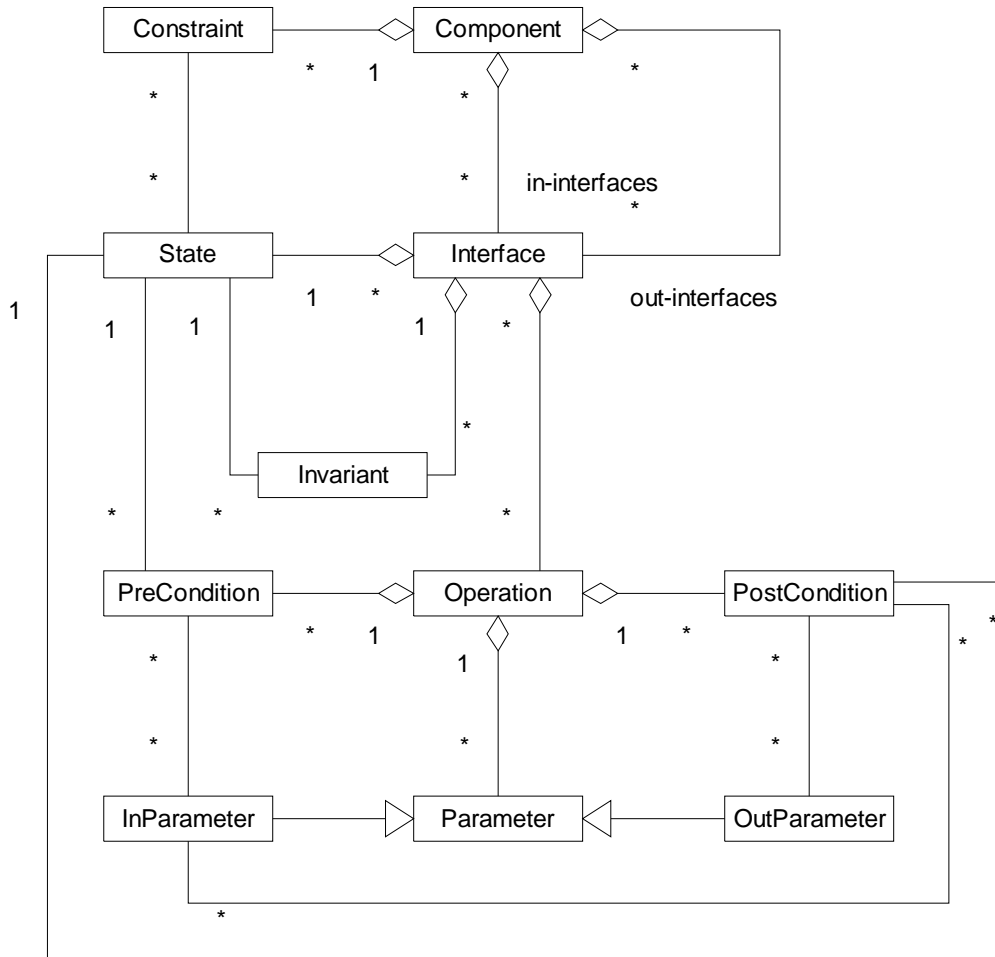 Constraint Component
* 1 *
* *
* * in-interfaces *
State Interface
1 * out-interfaces
1 1 1 1 *
*
Invariant
* * *
PreCondition Operation PostCondition
* 1 1 * * *
* 1 *
* * *
InParameter Parameter OutParameter
*